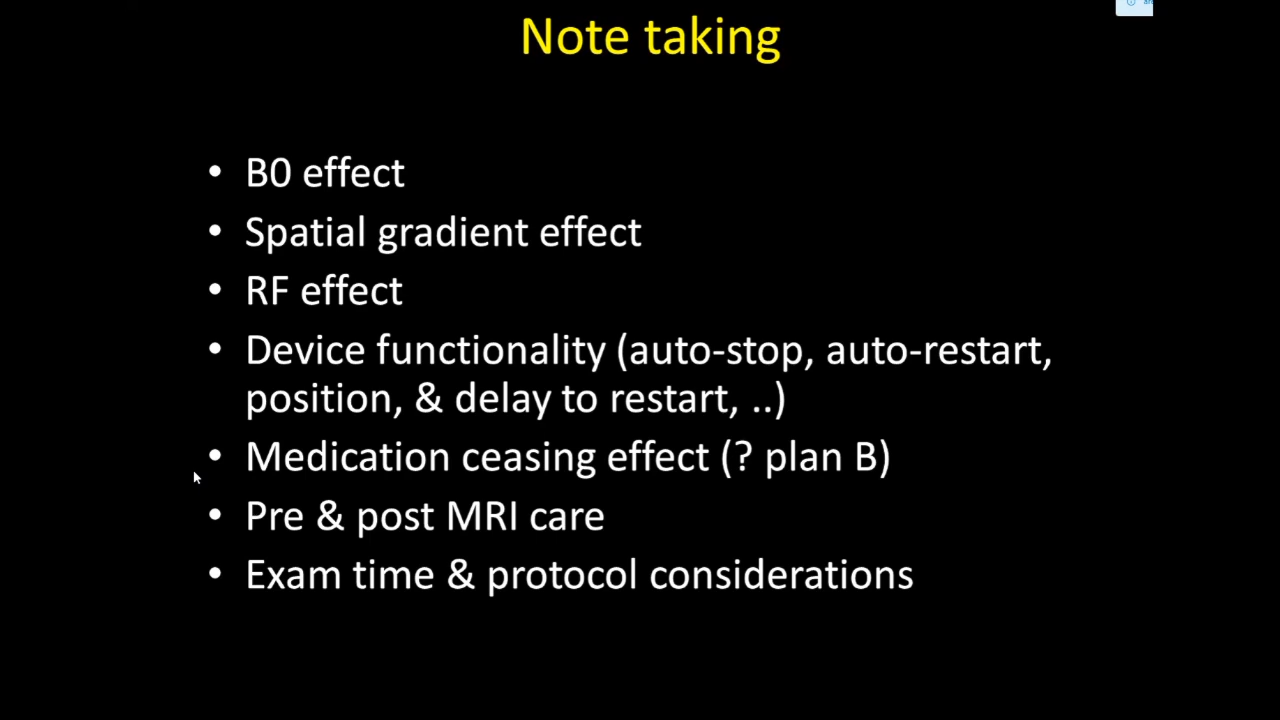 Note taking
• B0 effect
• Spatial gradient effect
• RF effect
• Device functionality (auto-stop, auto-restart,
position, & delay to restart, ..)
• Medication ceasing effect (? plan B)
• Pre & post MRI care
• Exam time & protocol considerations